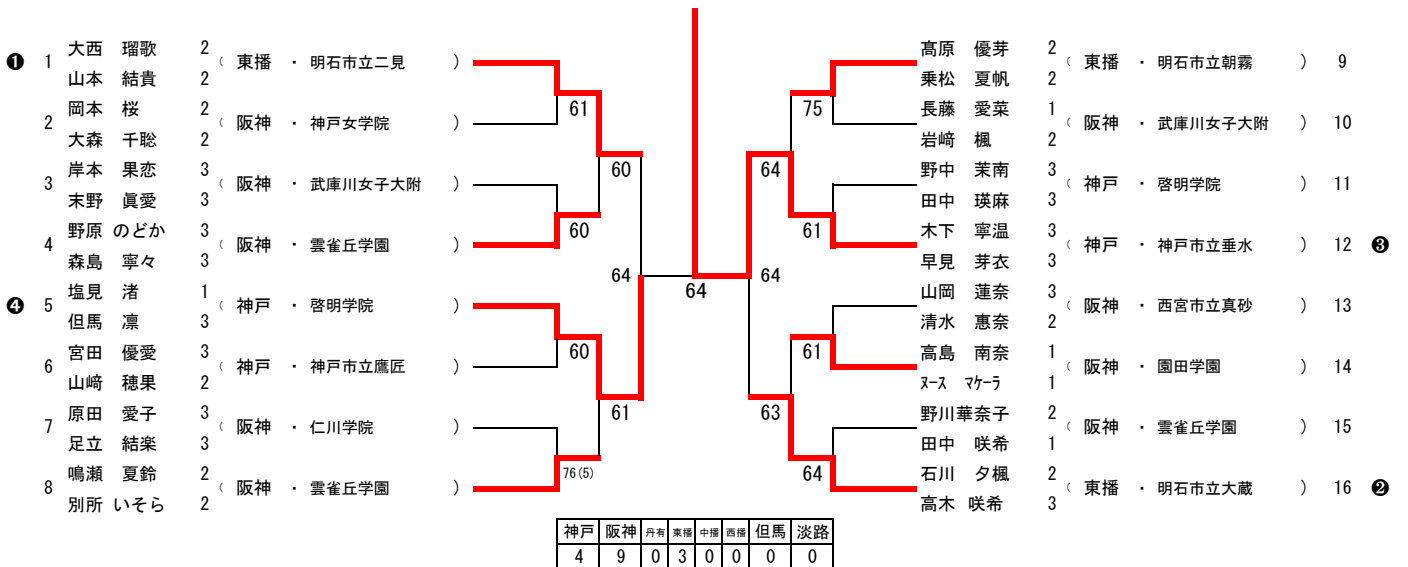 ❶ 1 大西 瑠歌 2 山本 結貴 2 ( 東播 ・ 明石市立二見 )
2 岡本 桜 2 大森 千聡 2 ( 阪神 ・ 神戸女学院 )
3 岸本 果恋 3 末野 眞愛 3 ( 阪神 ・ 武庫川女子大附 )
4 野原 のどか 3 森島 寧々 3 ( 阪神 ・ 雲雀丘学園 )
❹ 5 塩見 渚 1 但馬 凛 3 ( 神戸 ・ 啓明学院 )
6 宮田 優愛 3 山﨑 穂果 2 ( 神戸 ・ 神戸市立鷹匠 )
7 原田 愛子 3 足立 結楽 3 ( 阪神 ・ 仁川学院 )
8 鳴瀬 夏鈴 2 別所 いそら 2 ( 阪神 ・ 雲雀丘学園 )
61
60
60
60
76(5)
61
64
64
64
75
61
64
61
64
63
髙原 優芽 2 乗松 夏帆 2 ( 東播 ・ 明石市立朝霧 ) 9
長藤 愛菜 1 岩﨑 楓 2 ( 阪神 ・ 武庫川女子大附 ) 10
野中 茉南 3 田中 瑛麻 3 ( 神戸 ・ 啓明学院 ) 11
木下 寧温 3 早見 芽衣 3 ( 神戸 ・ 神戸市立垂水 ) 12 ❸
山岡 蓮奈 3 清水 惠奈 2 ( 阪神 ・ 西宮市立真砂 ) 13
高島 南奈 1 ヌース マケーラ 1 ( 阪神 ・ 園田学園 ) 14
野川華奈子 2 田中 咲希 1 ( 阪神 ・ 雲雀丘学園 ) 15
石川 夕楓 2 高木 咲希 3 ( 東播 ・ 明石市立大蔵 ) 16 ❷
神戸 阪神 丹有 東播 中播 西播 但馬 淡路
4 9 0 3 0 0 0 0